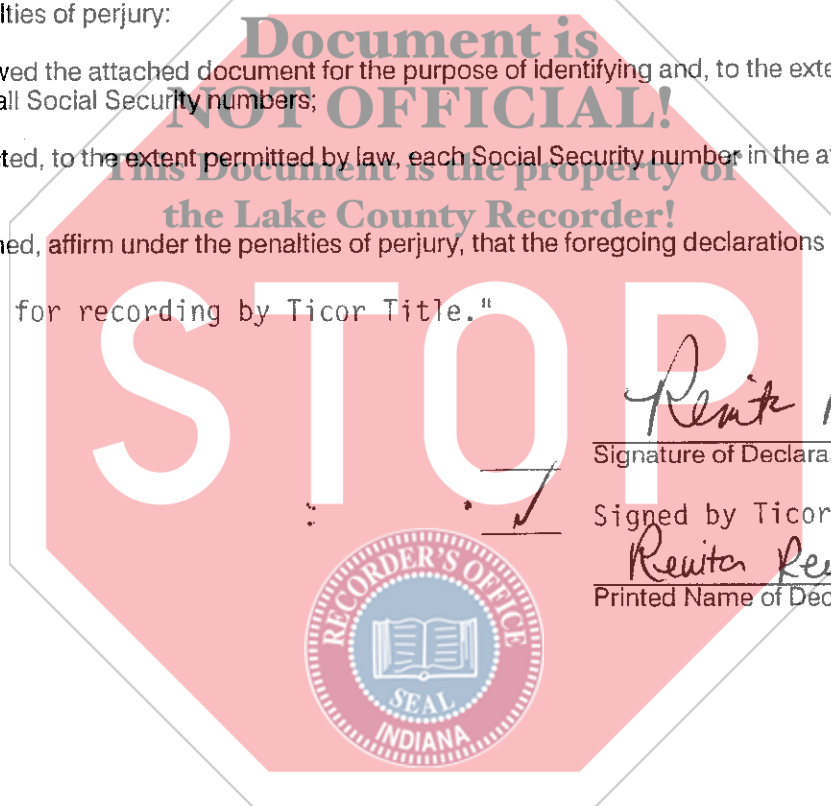 lties of perjury:
Document is
wed the attached document for the purpose of identifying and, to the exte
all Social Security numbers;
NOT OFFICIAL!
ted, to the extent permitted by law, each Social Security number in the at
This Document is the property of
the Lake County Recorder!
ned, affirm under the penalties of perjury, that the foregoing declarations
for recording by Ticor Title."
STOP
Signature of Declara
Signed by Ticor
Renita
Printed Name of Dec
RECORDER'S OFFICE
SEAL
INDIANA